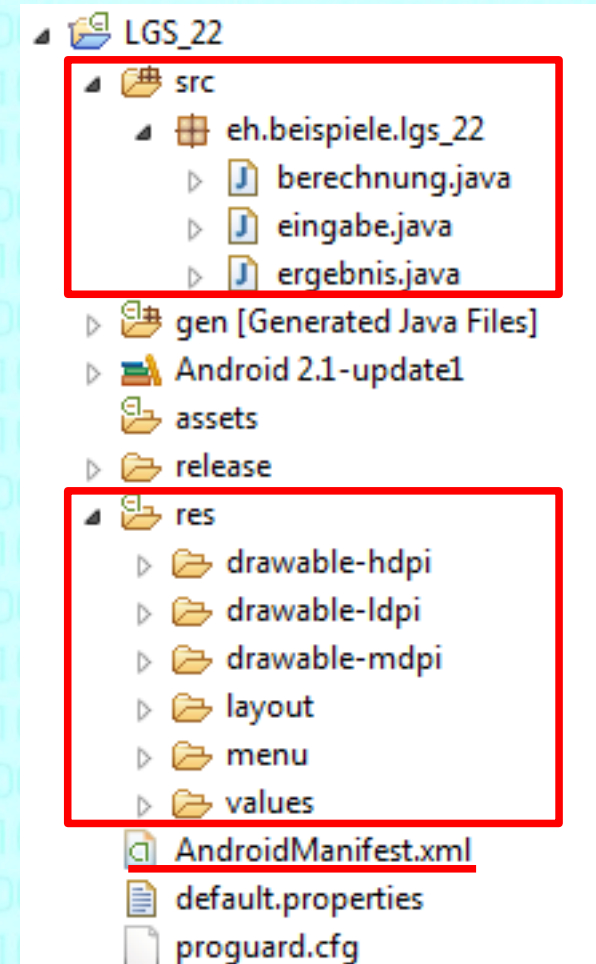 LGS_22
src
eh.beispiele.lgs_22
berechnung.java
eingabe.java
ergebnis.java
gen [Generated Java Files]
Android 2.1-update1
assets
release
res
drawable-hdpi
drawable-ldpi
drawable-mdpi
layout
menu
values
AndroidManifest.xml
default.properties
proguard.cfg